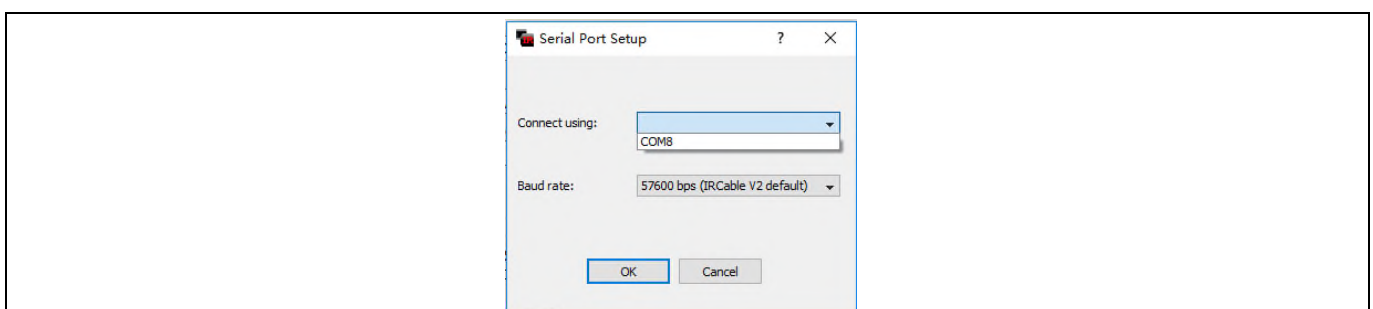 Serial Port Setup ? ×
Connect using:
COM8
Baud rate: 57600 bps (IRCable V2 default)
OK Cancel